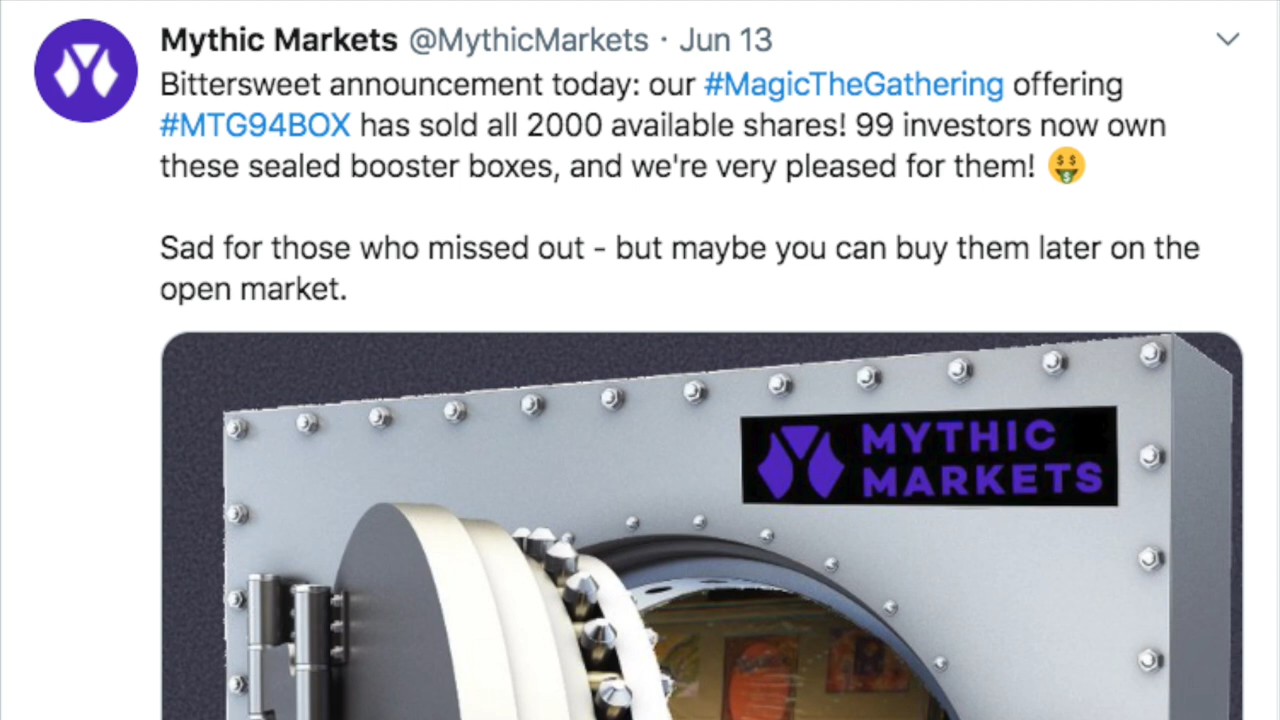 Mythic Markets @MythicMarkets · Jun 13
Bittersweet announcement today: our #MagicTheGathering offering
#MTG94BOX has sold all 2000 available shares! 99 investors now own
these sealed booster boxes, and we're very pleased for them! 🤑
Sad for those who missed out - but maybe you can buy them later on the
open market.
MYTHIC
MARKETS